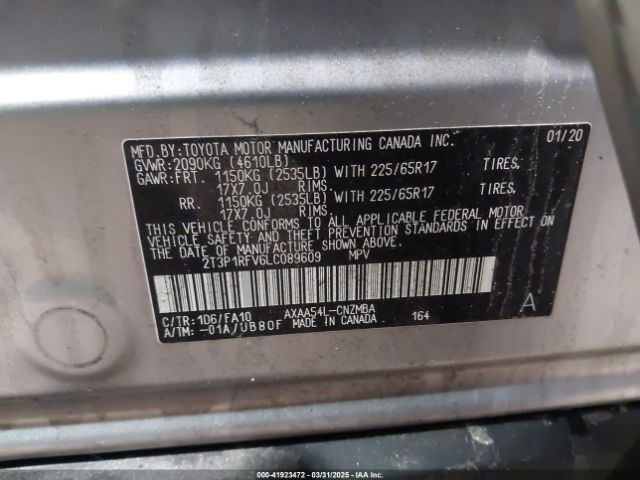 MFD.BY:TOYOTA MOTOR MANUFACTURING CANADA INC. 01/20
GVWR:2090KG (4610LB)
GAWR:FRT. 1150KG (2535LB) WITH 225/65R17 TIRES,
17X7.0J RIMS.
RR. 1150KG (2535LB) WITH 225/65R17 TIRES,
17X7.0J RIMS.
THIS VEHICLE CONFORMS TO ALL APPLICABLE FEDERAL MOTOR
VEHICLE SAFETY AND THEFT PREVENTION STANDARDS IN EFFECT ON
THE DATE OF MANUFACTURE SHOWN ABOVE.
2T3P1RFV6LC089609 MPV
C/TR:1D6/FA10 AXAA54L-CNZMBA A
A/TM:-01A/UB80F MADE IN CANADA 164
000-41923472 - 03/31/2025 - IAAI.CA